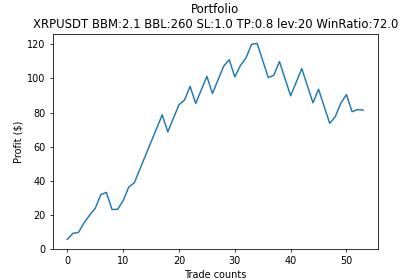 Portfolio
XRPUSDT BBM:2.1 BBL:260 SL:1.0 TP:0.8 lev:20 WinRatio:72.0
120
100
80
60
40
20
0
Profit ($)
0 10 20 30 40 50
Trade counts